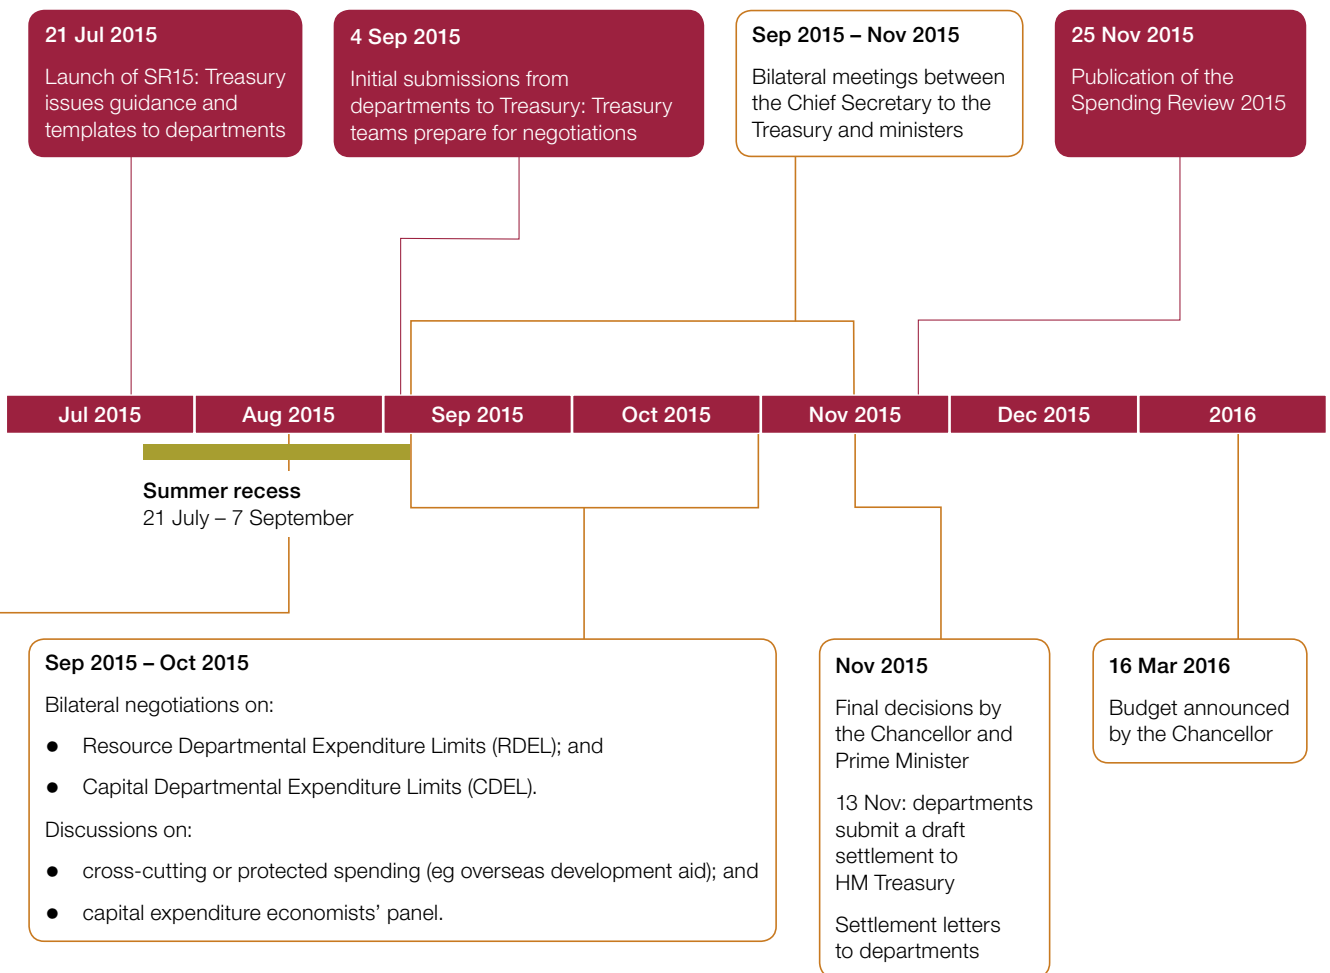 21 Jul 2015
Launch of SR15: Treasury
issues guidance and
templates to departments
4 Sep 2015
Initial submissions from
departments to Treasury: Treasury
teams prepare for negotiations
Sep 2015 – Nov 2015
Bilateral meetings between
the Chief Secretary to the
Treasury and ministers
25 Nov 2015
Publication of the
Spending Review 2015
Jul 2015
Aug 2015
Sep 2015
Oct 2015
Nov 2015
Dec 2015
2016
Summer recess
21 July – 7 September
Sep 2015 – Oct 2015
Bilateral negotiations on:
● Resource Departmental Expenditure Limits (RDEL); and
● Capital Departmental Expenditure Limits (CDEL).
Discussions on:
● cross-cutting or protected spending (eg overseas development aid); and
● capital expenditure economists’ panel.
Nov 2015
Final decisions by
the Chancellor and
Prime Minister
13 Nov: departments
submit a draft
settlement to
HM Treasury
Settlement letters
to departments
16 Mar 2016
Budget announced
by the Chancellor